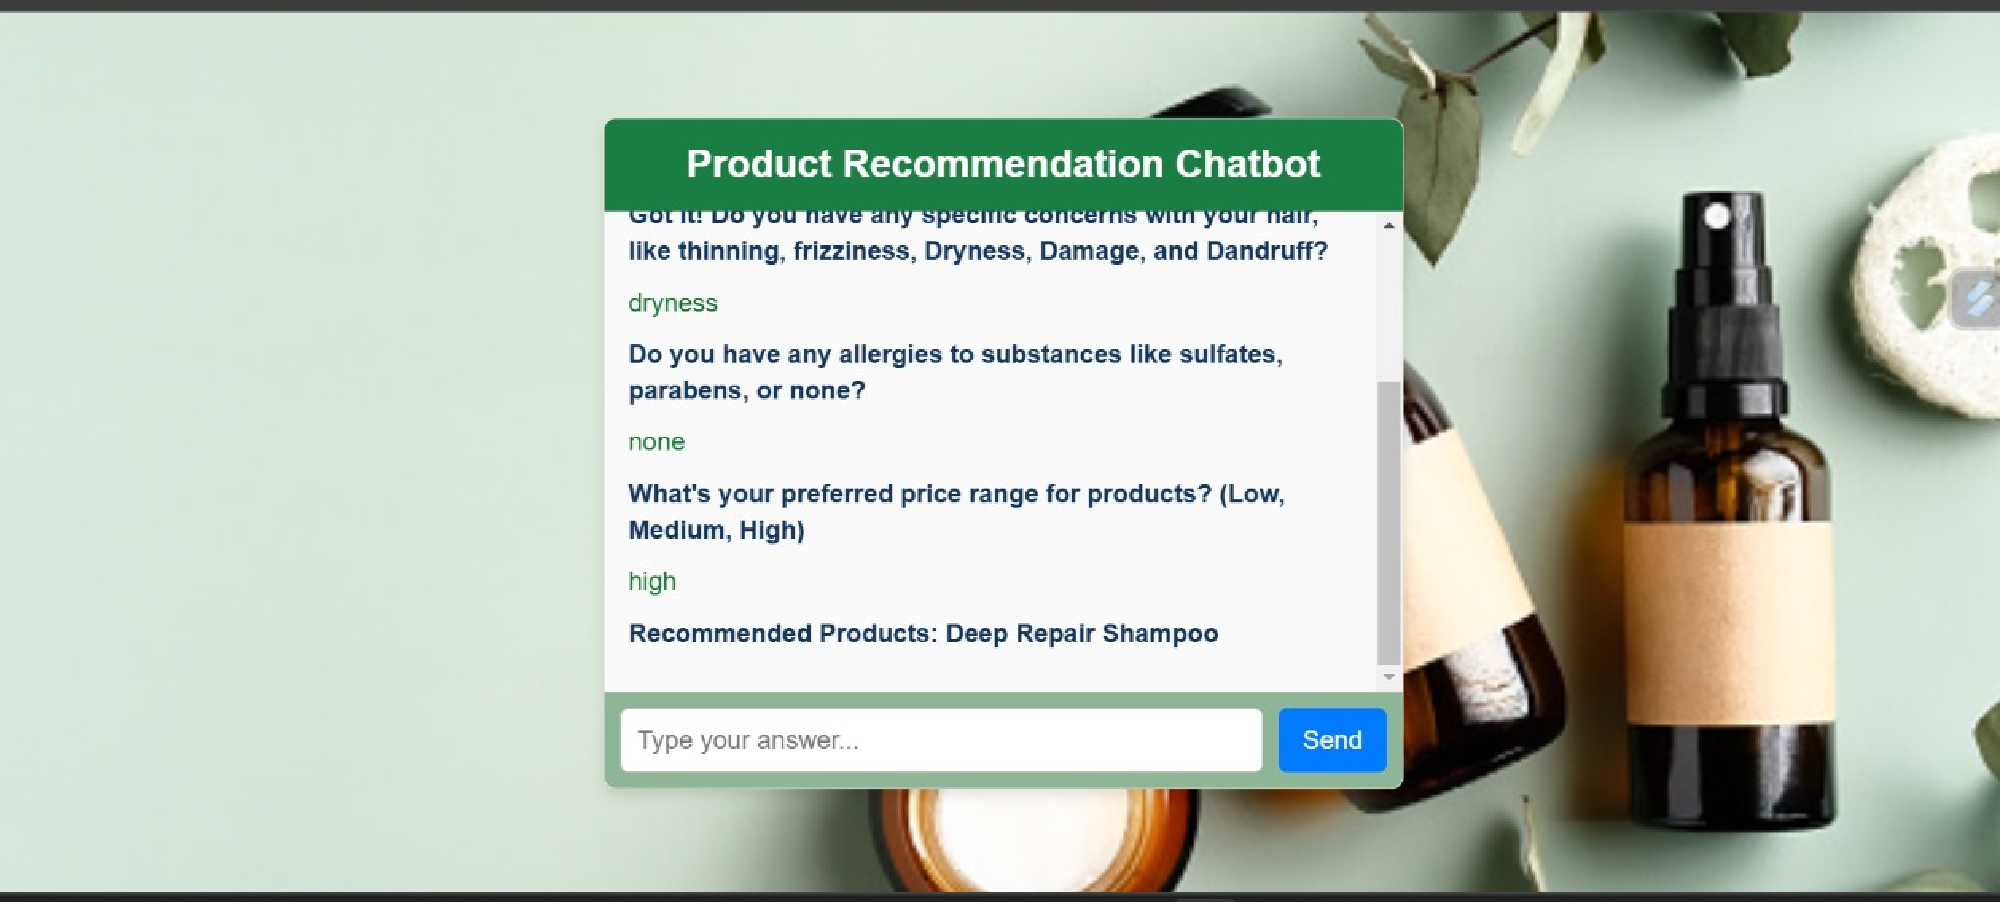 Product Recommendation Chatbot
Got it! Do you have any specific concerns with your hair,
like thinning, frizziness, Dryness, Damage, and Dandruff?
dryness
Do you have any allergies to substances like sulfates,
parabens, or none?
none
What's your preferred price range for products? (Low,
Medium, High)
high
Recommended Products: Deep Repair Shampoo
Type your answer...
Send